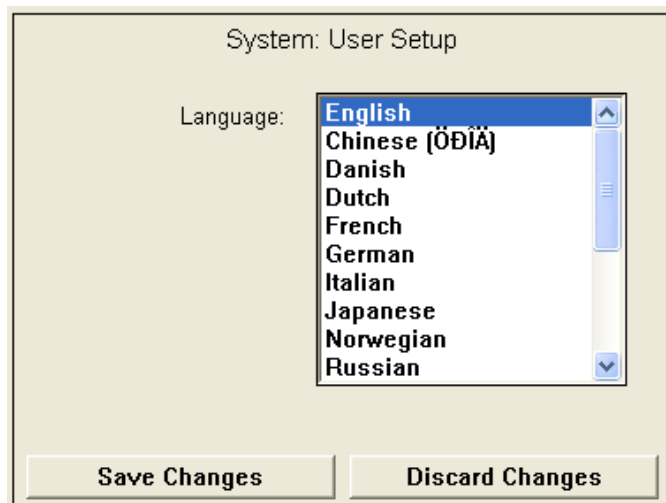 System: User Setup
Language:
English
Chinese (ÖÐÎÄ)
Danish
Dutch
French
German
Italian
Japanese
Norwegian
Russian
Save Changes
Discard Changes